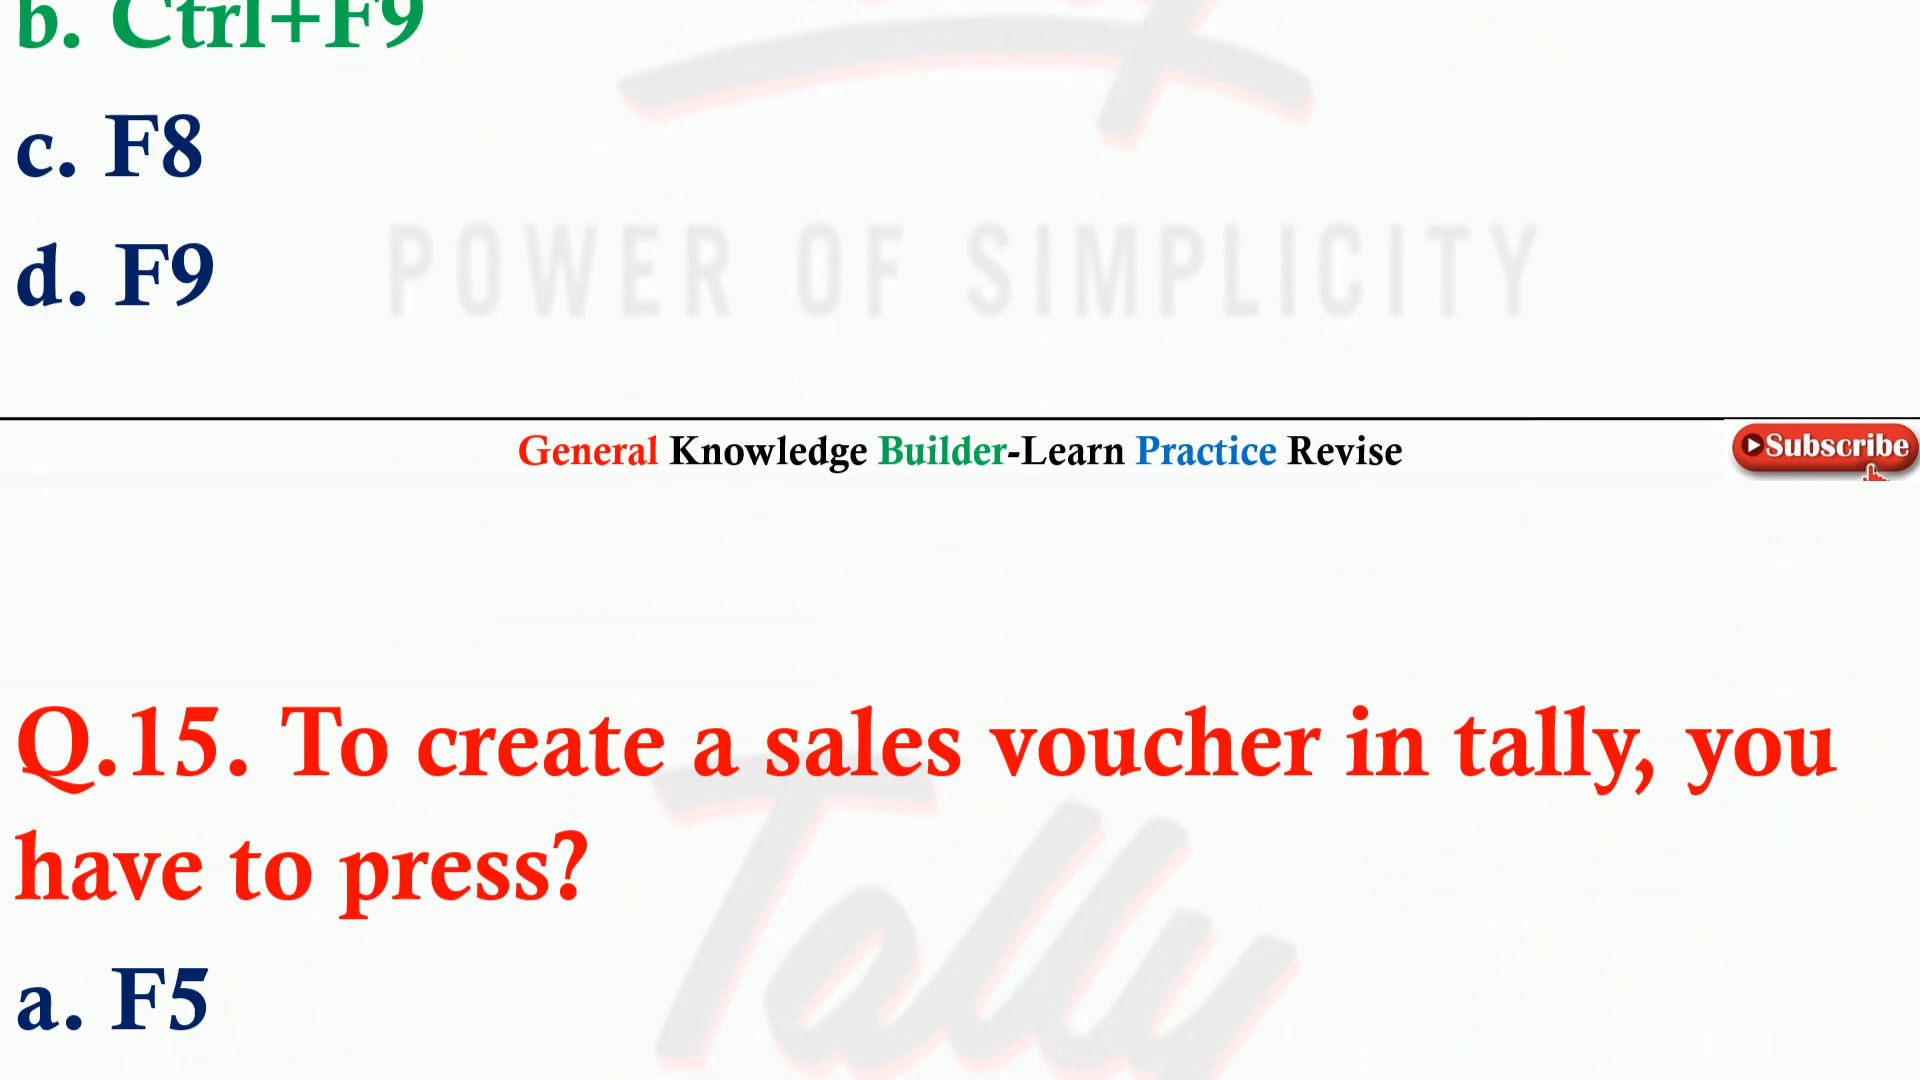 b. Ctrl+F9
c. F8
d. F9
POWER OF SIMPLICITY
General Knowledge Builder-Learn Practice Revise
Subscribe
Q.15. To create a sales voucher in tally, you
have to press?
Tally
a. F5